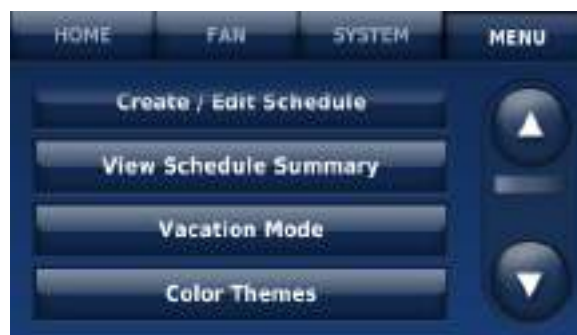 HOME FAN SYSTEM MENU
Create / Edit Schedule
View Schedule Summary
Vacation Mode
Color Themes